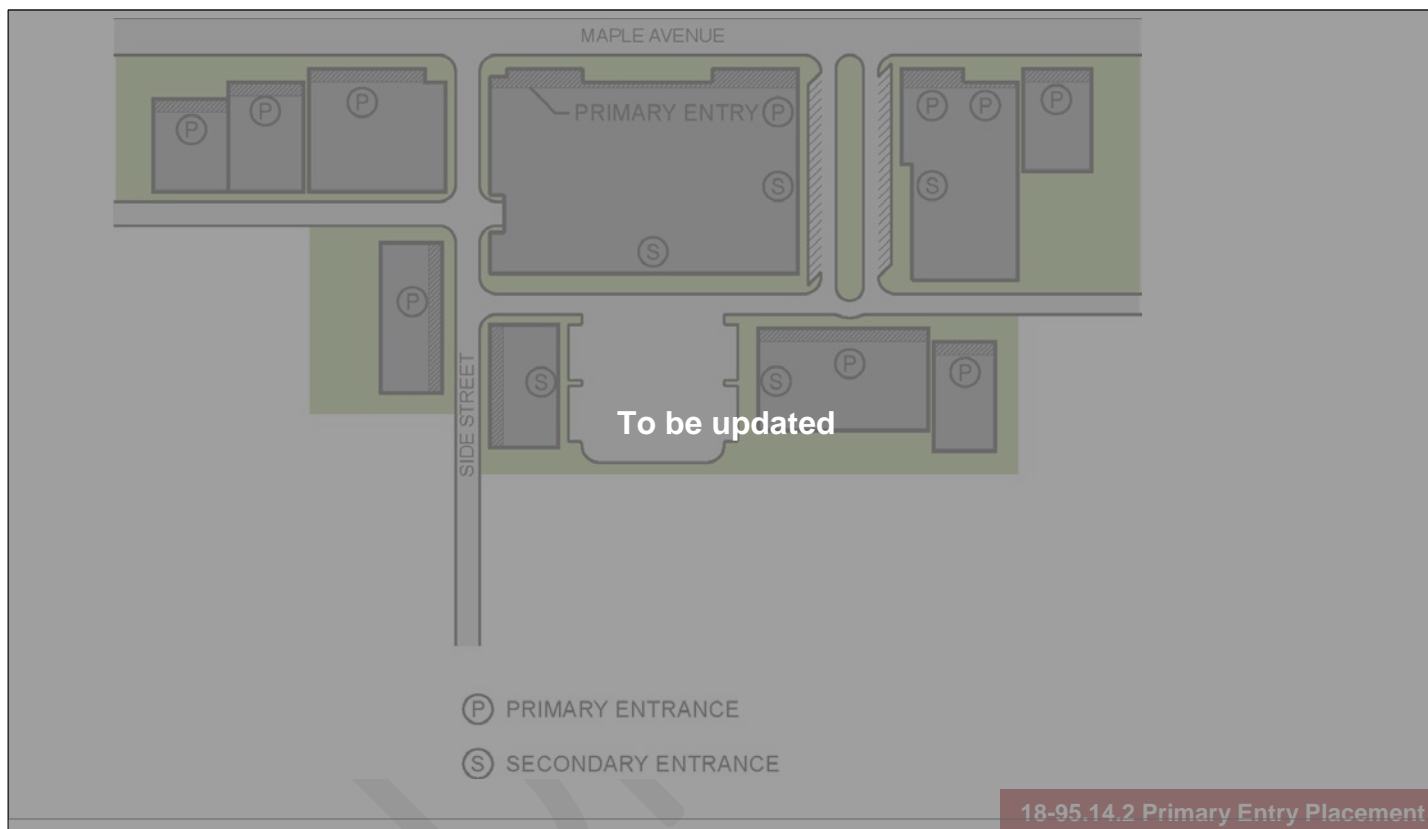 MAPLE AVENUE
P
P
P
PRIMARY ENTRY P
P
P
P
S
S
S
P
SIDE STREET
S
S
P
P
To be updated
P PRIMARY ENTRANCE
S SECONDARY ENTRANCE
18-95.14.2 Primary Entry Placement